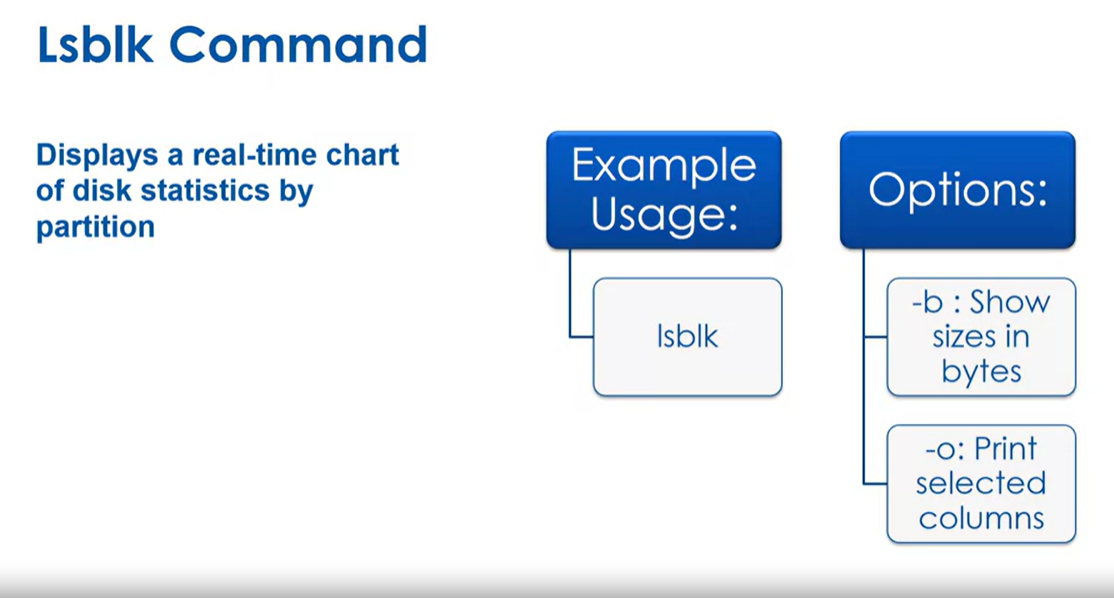 Lsblk Command
Displays a real-time chart
of disk statistics by
partition
Example
Usage:
lsblk
Options:
-b : Show
sizes in
bytes
-o: Print
selected
columns